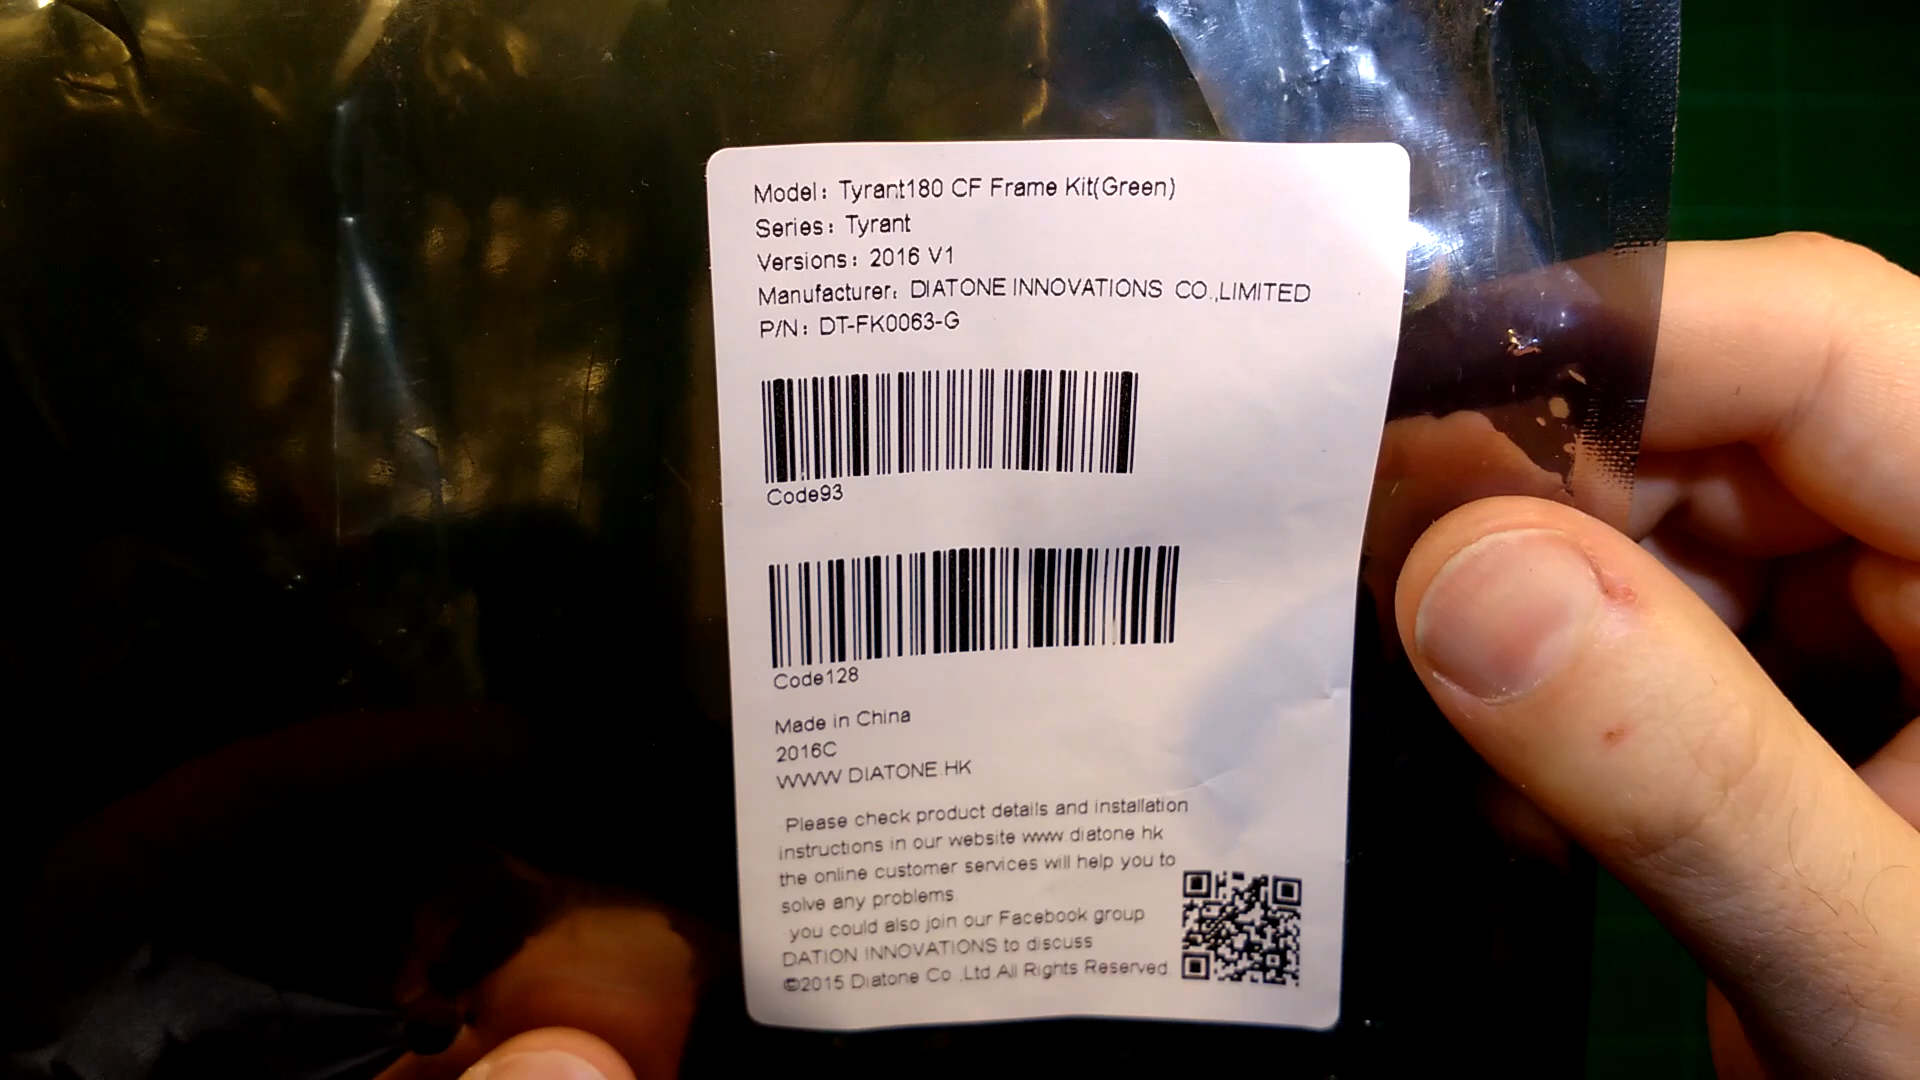 Model: Tyrant180 CF Frame Kit(Green)
Series: Tyrant
Versions: 2016 V1
Manufacturer: DIATONE INNOVATIONS CO.,LIMITED
P/N: DT-FK0063-G
Code93
Code128
Made in China
2016C
WWW DIATONE.HK
Please check product details and installation
instructions in our website www diatone hk
the online customer services will help you to
solve any problems
you could also join our Facebook group
DATION INNOVATIONS to discuss
©2015 Diatone Co .Ltd All Rights Reserved